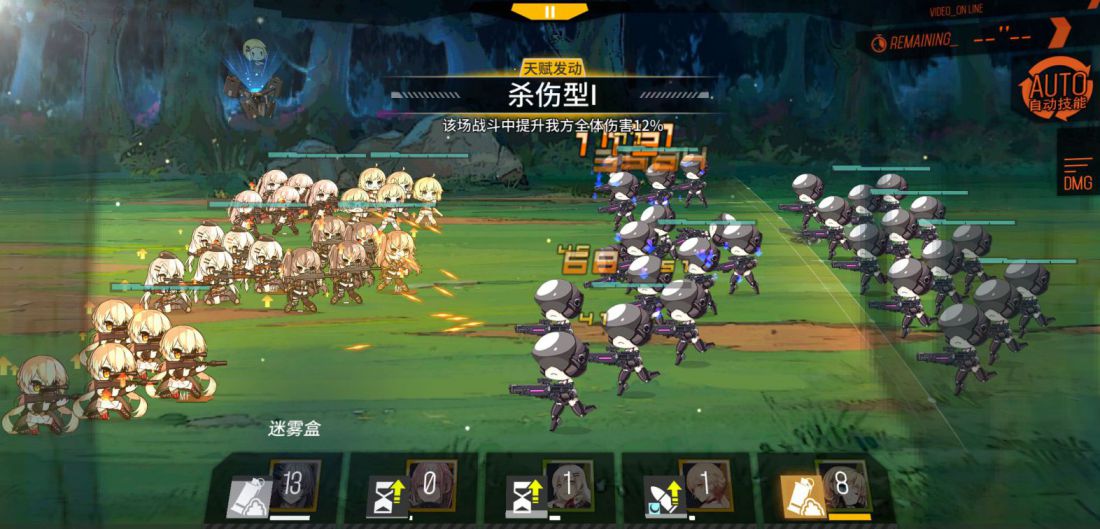 VIDEO_ON LINE
REMAINING_ --"--
天赋发动
杀伤型I
该场战斗中提升我方全体伤害12%
AUTO
自动技能
DMG
迷雾盒
13
0
1
1
8